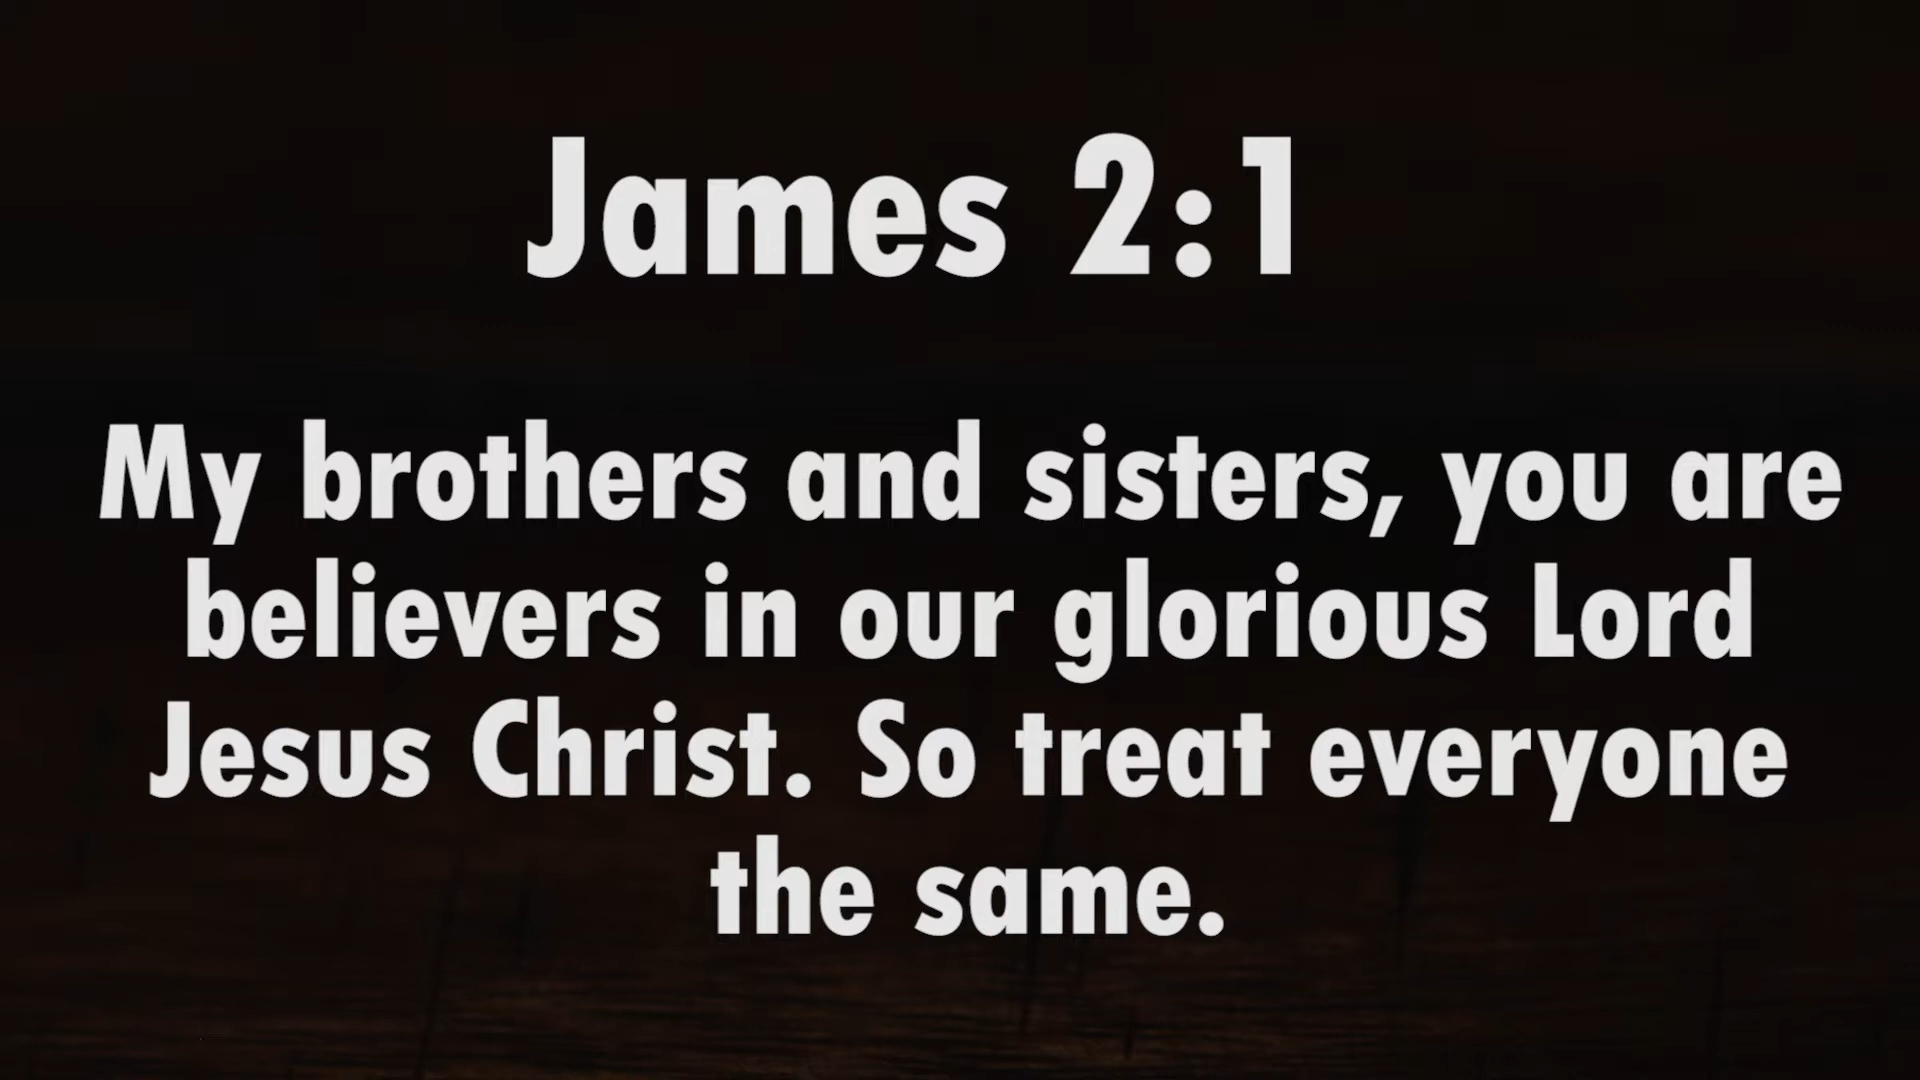 James 2:1
My brothers and sisters, you are
believers in our glorious Lord
Jesus Christ. So treat everyone
the same.